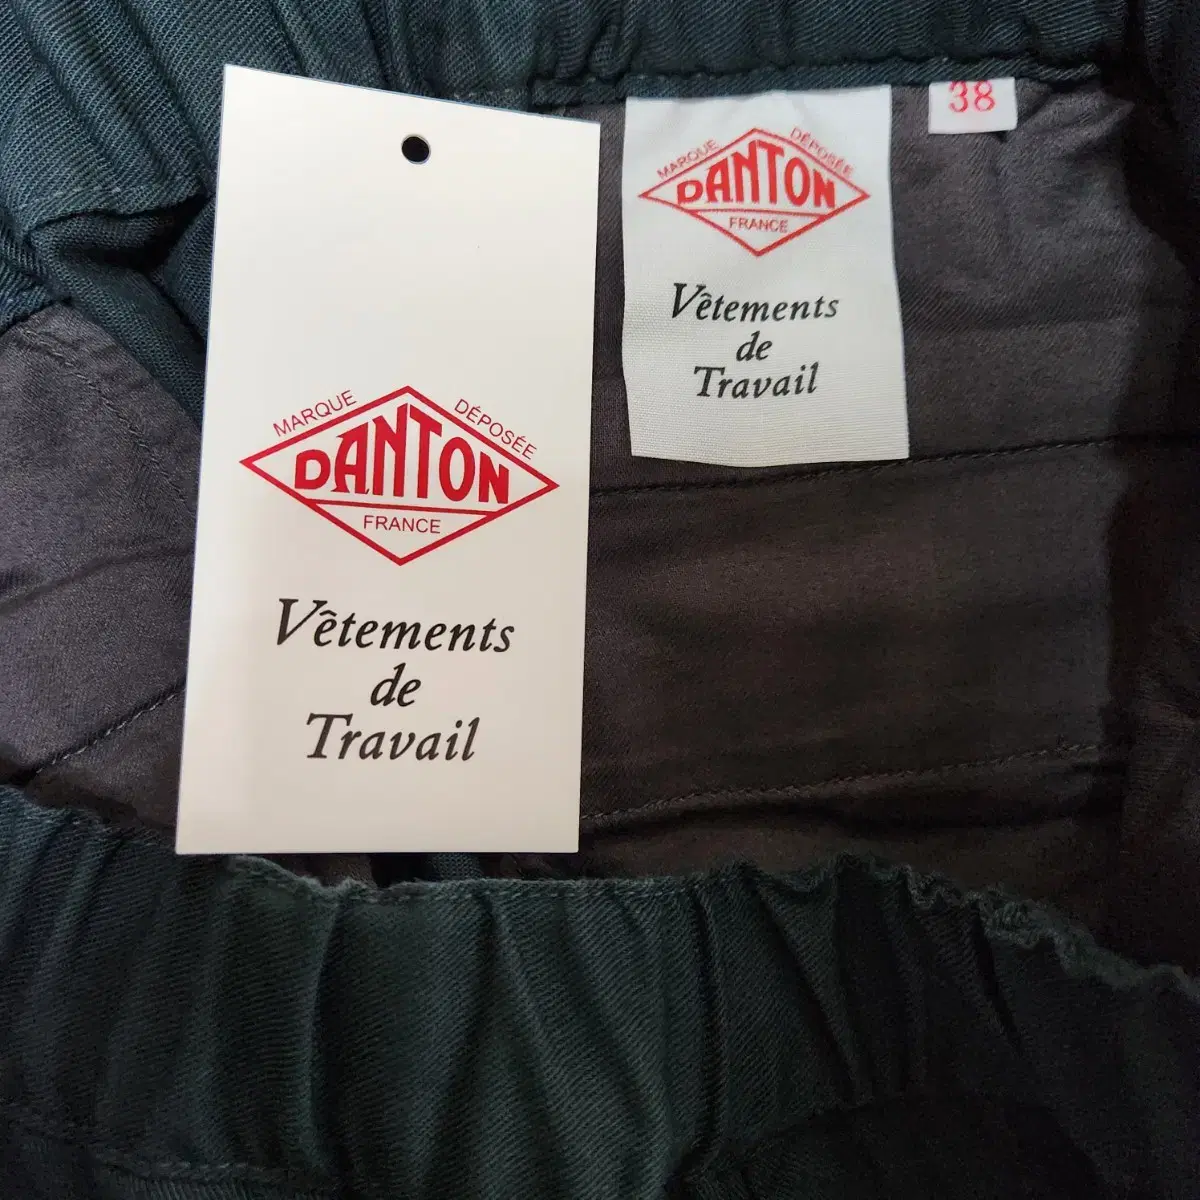 MARQUE DÉPOSÉE
DANTON
FRANCE
Vêtements
de
Travail
MARQUE DÉPOSÉE
DANTON
FRANCE
Vêtements
de
Travail
38